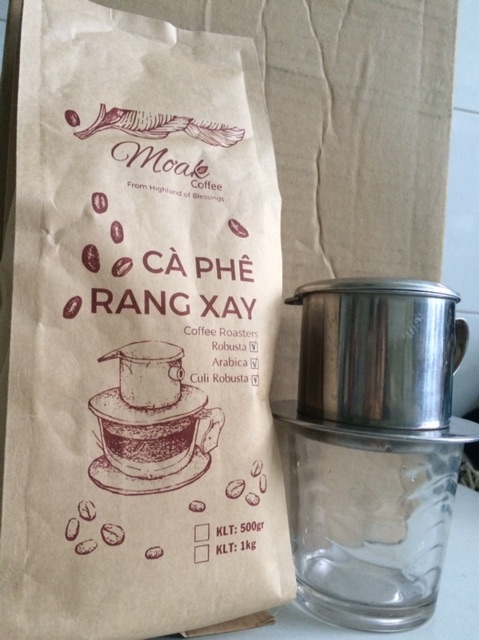 Mơak
Coffee
From Highland of Blessings
CÀ PHÊ
RANG XAY
Coffee Roasters
Robusta
Arabica
Culi Robusta
KLT: 500gr
KLT: 1kg